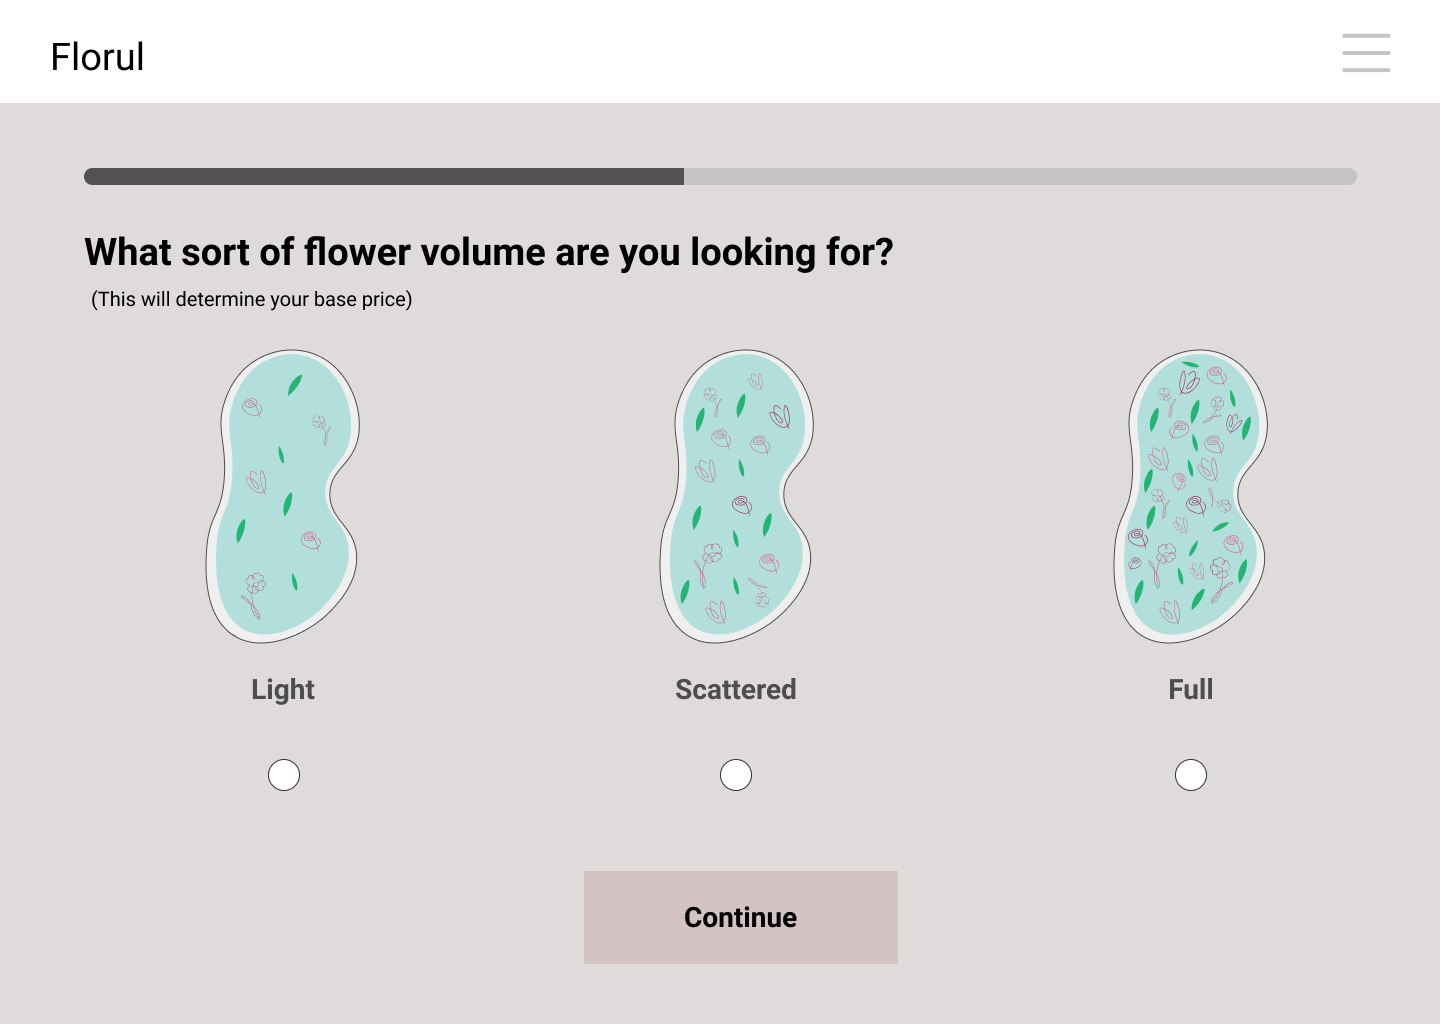 Florul
What sort of flower volume are you looking for?
(This will determine your base price)
Light
Scattered
Full
Continue